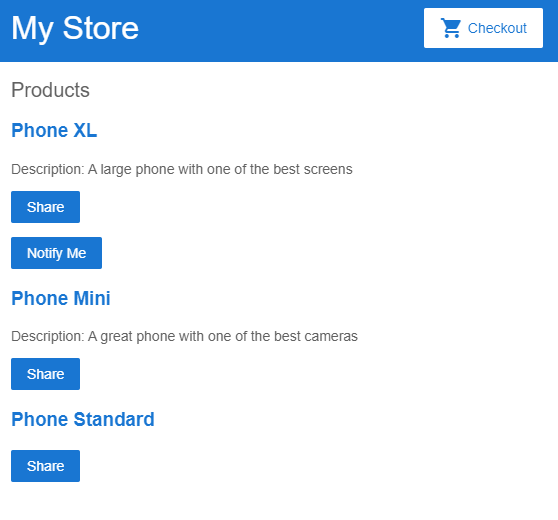 My Store
Checkout
Products
Phone XL
Description: A large phone with one of the best screens
Share
Notify Me
Phone Mini
Description: A great phone with one of the best cameras
Share
Phone Standard
Share